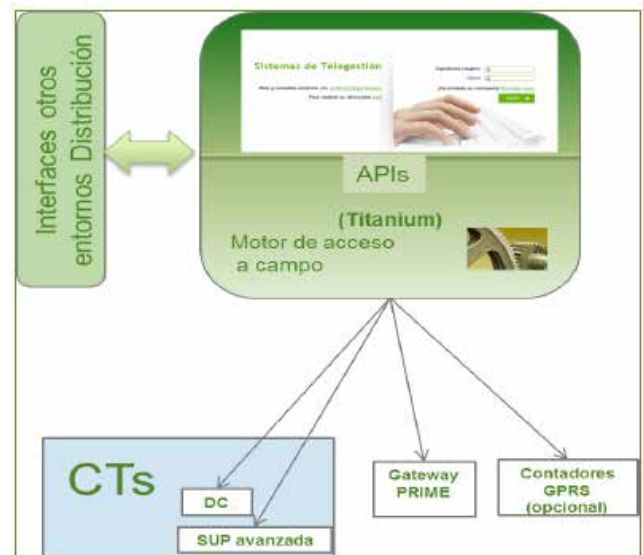 Interfaces otros
entornos Distribución
Sistemas de Telegestión
APIs
(Titanium)
Motor de acceso
a campo
CTs
DC
SUP avanzada
Gateway
PRIME
Contadores
GPRS
(opcional)